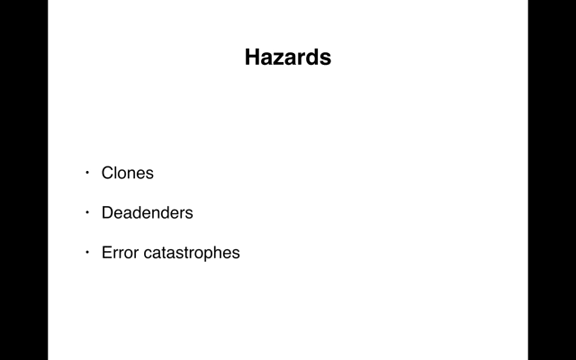 Hazards
• Clones
• Deadenders
• Error catastrophes